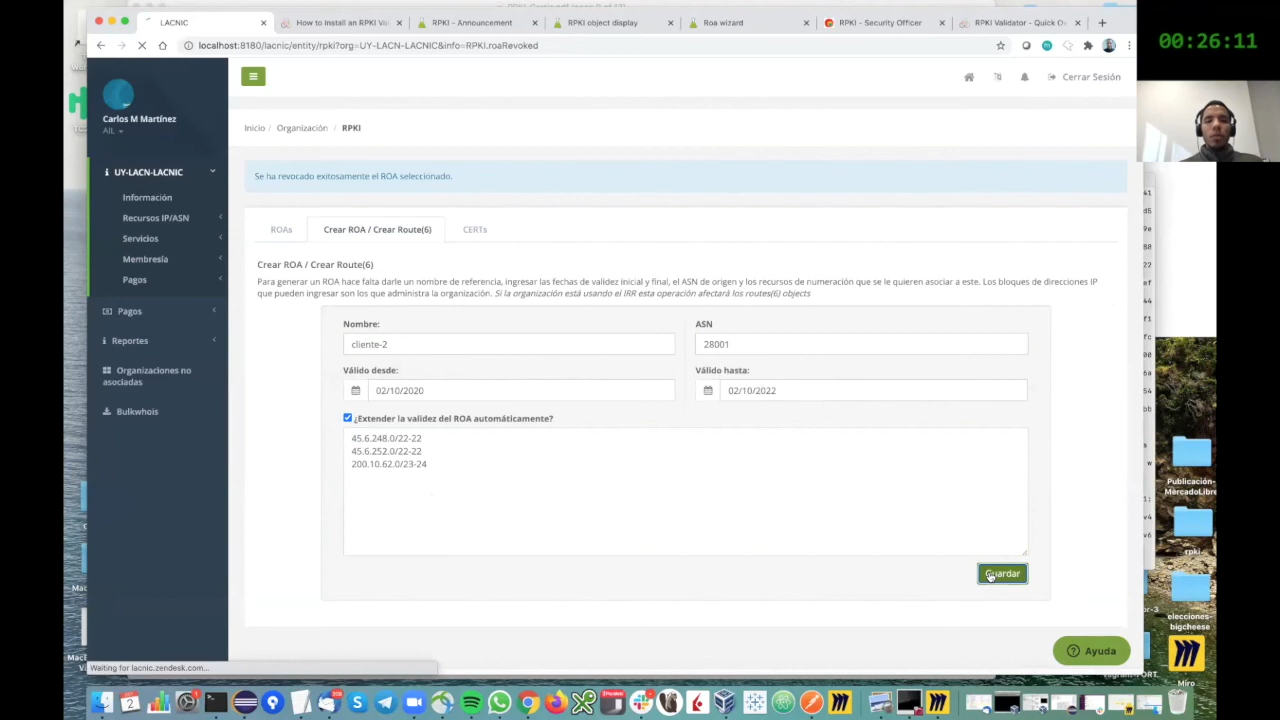 LACNIC
How to Install an RPKI Va
RPKI - Announcement
RPKI object display
Roa wizard
RPKI - Security Officer
RPKI Validator - Quick Ov
00:26:11
localhost:8180/lacnic/entity/rpki?org=UY-LACN-LACNIC&info=RPKI.roaRevoked
Cerrar Sesión
Carlos M Martínez
Inicio / Organización / RPKI
UY-LACN-LACNIC
Información
Recursos IP/ASN
Servicios
Membresía
Pagos
Pagos
Reportes
Organizaciones no
asociadas
Bulkwhois
Se ha revocado exitosamente el ROA seleccionado.
ROAs
Crear ROA / Crear Route(6)
CERTs
Crear ROA / Crear Route(6)
Para generar un ROA hace falta darle un nombre de referencia, ingresar las fechas de validez inicial y final, el ASN de origen y los recursos de numeración que se le quieren asociar a este. Los bloques de direcciones IP
que pueden ingresar son los que administra la organización. Si la organización está usando el IRR esta operación afectará los route(6) objects
Nombre:
ASN
cliente-2
28001
Válido desde:
Válido hasta:
02/10/2020
02/10/2022
¿Extender la validez del ROA automáticamente?
45.6.248.0/22-22
45.6.252.0/22-22
200.10.62.0/23-24
Guardar
Ayuda
Waiting for lacnic.zendesk.com...
Publicación-
MercadoLibre
rpki
elecciones-
bigcheese
Miro